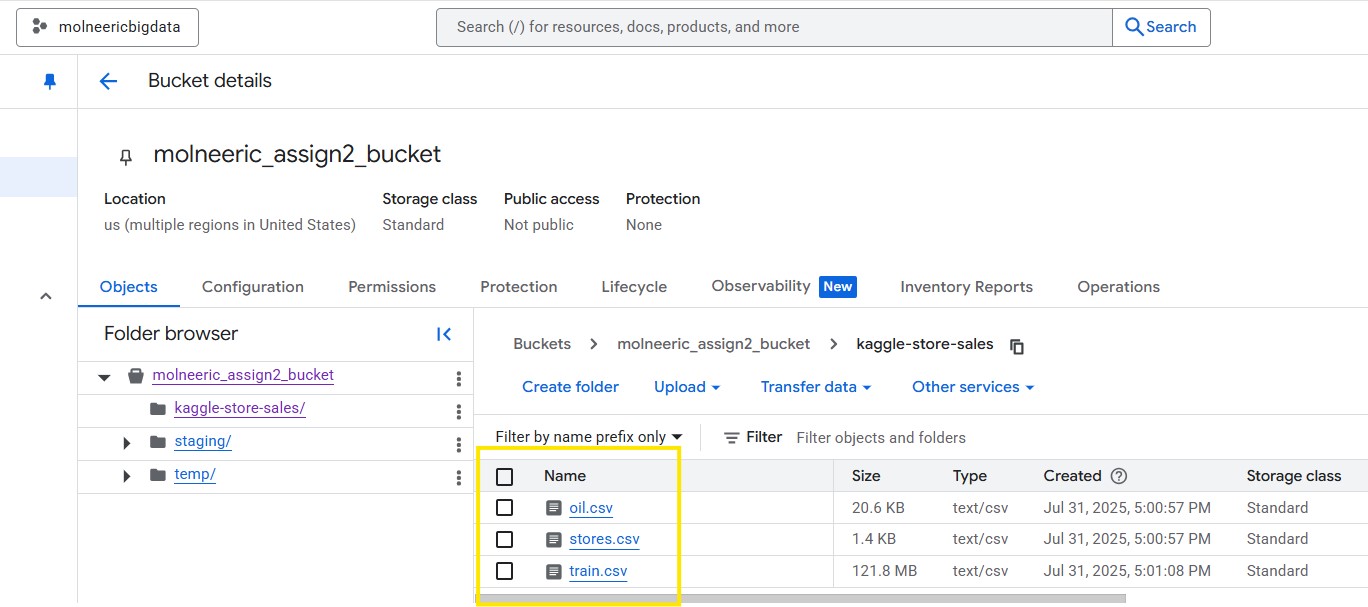 molneericbigdata
Search (/) for resources, docs, products, and more
Search
Bucket details
molneeric_assign2_bucket
Location Storage class Public access Protection
us (multiple regions in United States) Standard Not public None
Objects Configuration Permissions Protection Lifecycle Observability New Inventory Reports Operations
Folder browser
molneeric_assign2_bucket
kaggle-store-sales/
staging/
temp/
Buckets molneeric_assign2_bucket kaggle-store-sales
Create folder Upload Transfer data Other services
Filter by name prefix only Filter Filter objects and folders
Name Size Type Created Storage class
oil.csv 20.6 KB text/csv Jul 31, 2025, 5:00:57 PM Standard
stores.csv 1.4 KB text/csv Jul 31, 2025, 5:00:57 PM Standard
train.csv 121.8 MB text/csv Jul 31, 2025, 5:01:08 PM Standard